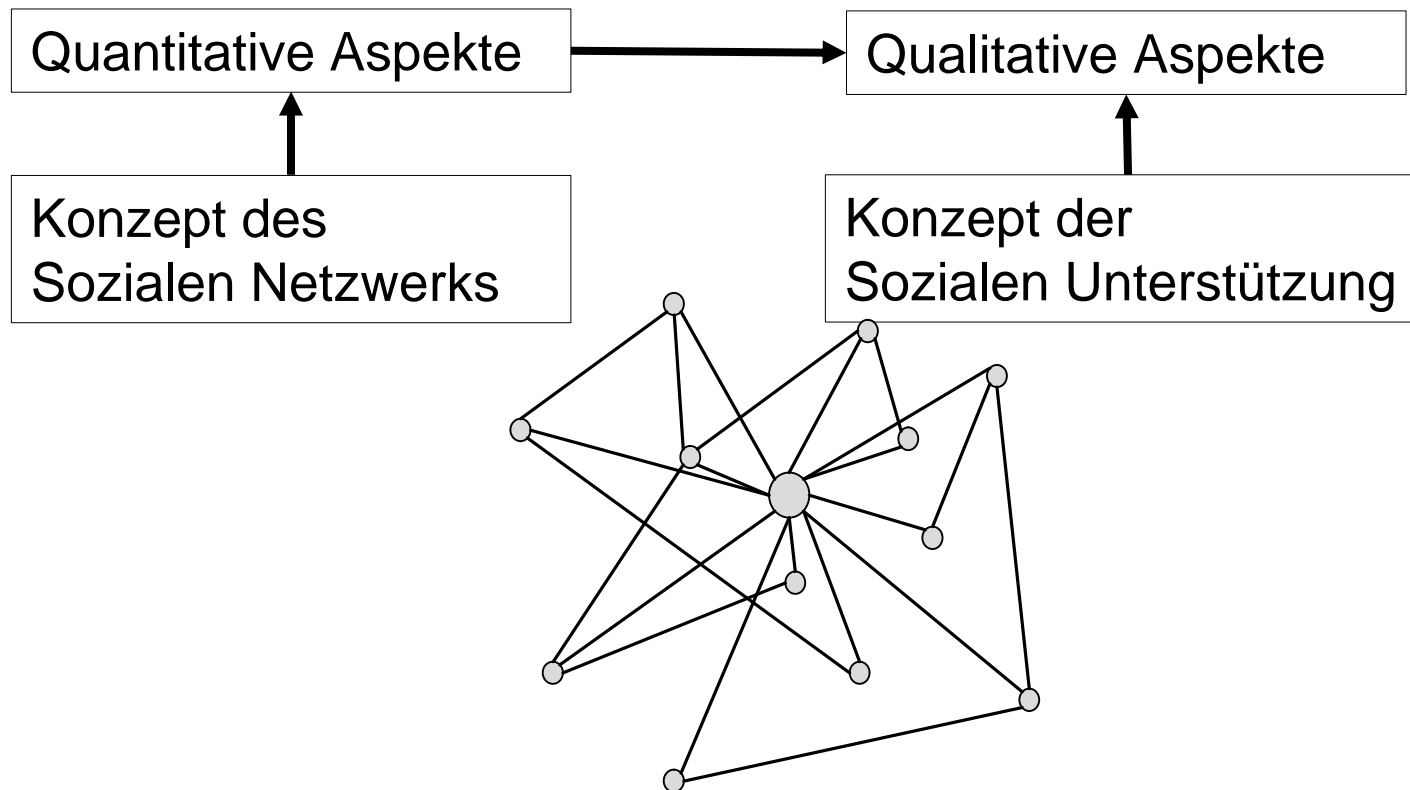 Quantitative Aspekte
Qualitative Aspekte
Konzept des
Sozialen Netzwerks
Konzept der
Sozialen Unterstützung